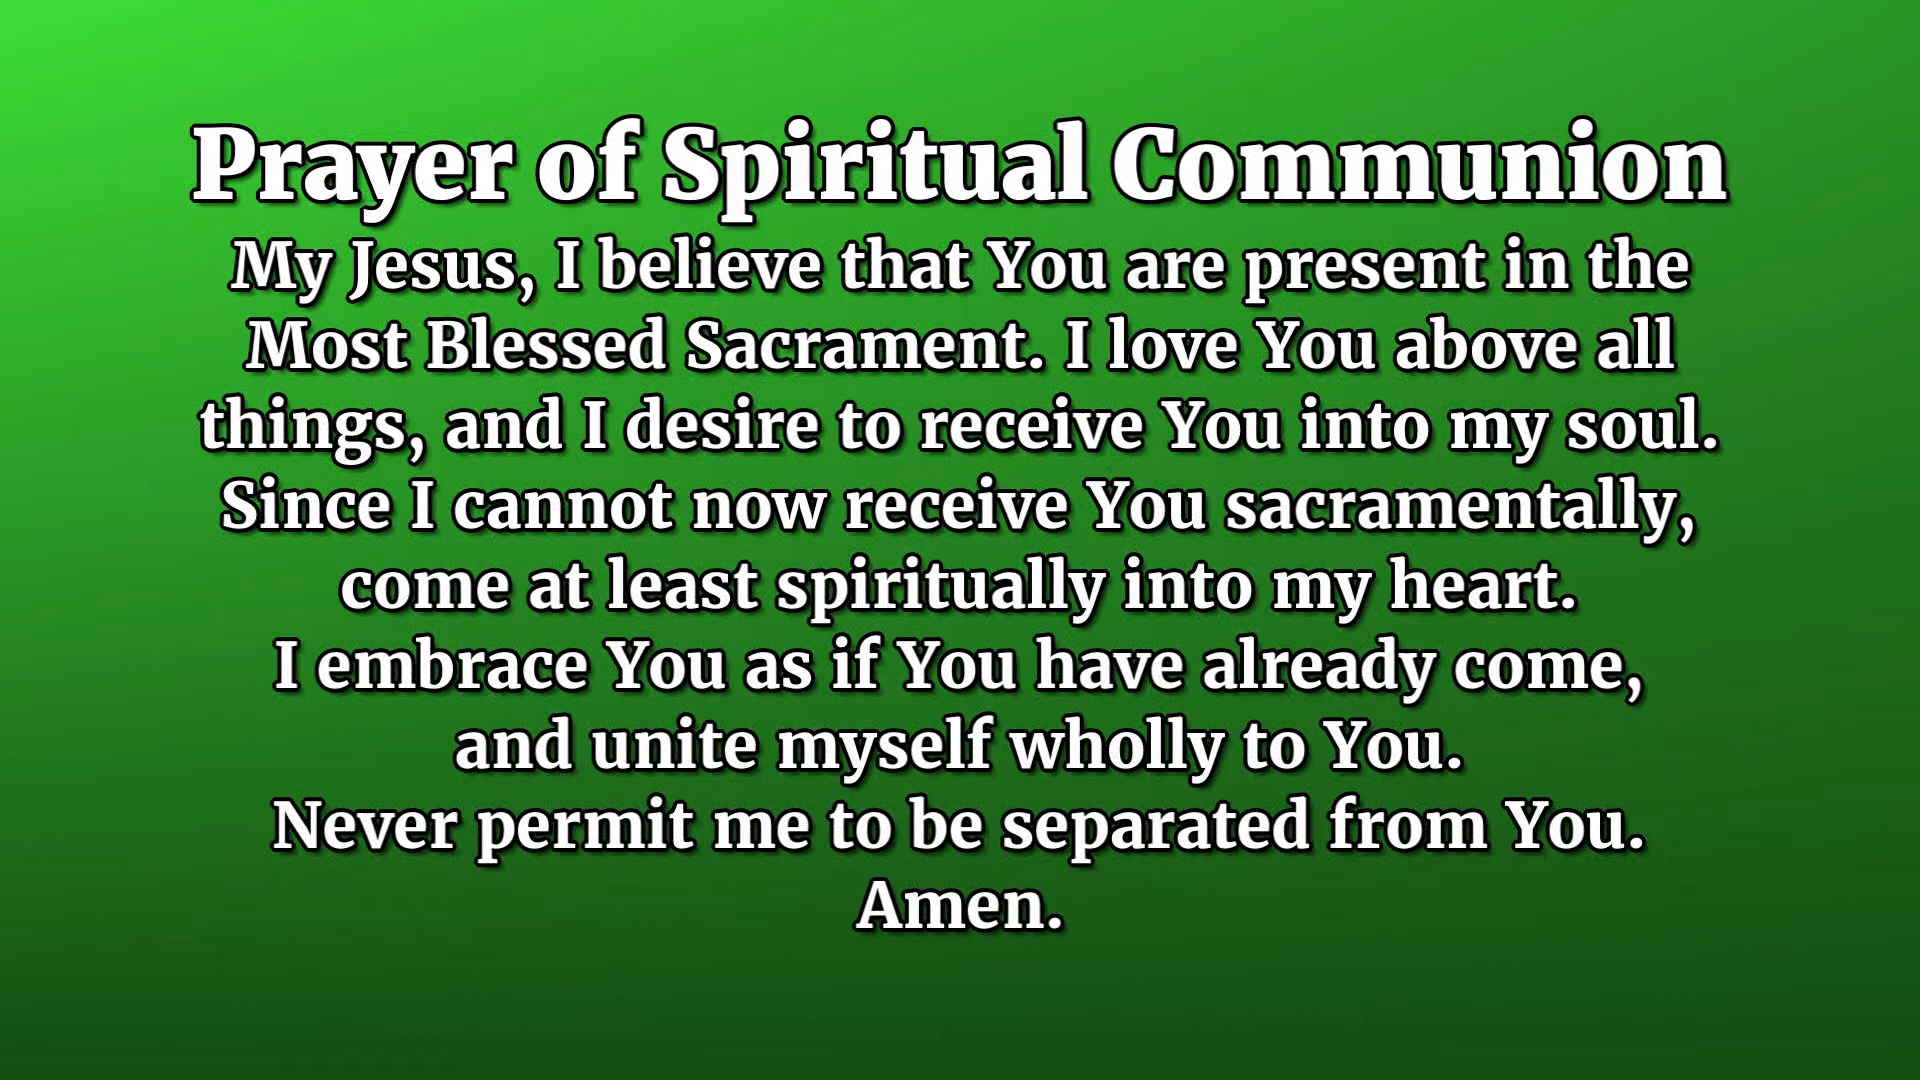 Prayer of Spiritual Communion
My Jesus, I believe that You are present in the
Most Blessed Sacrament. I love You above all
things, and I desire to receive You into my soul.
Since I cannot now receive You sacramentally,
come at least spiritually into my heart.
I embrace You as if You have already come,
and unite myself wholly to You.
Never permit me to be separated from You.
Amen.